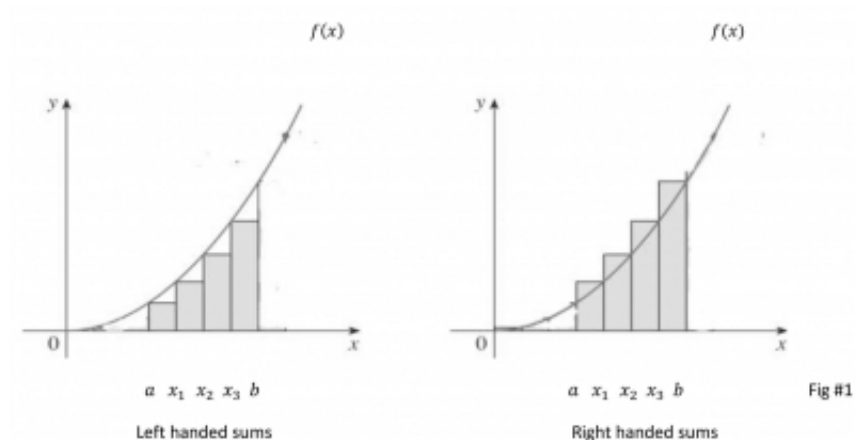 f(x) f(x)
y y
0 x 0 x
a x₁ x₂ x₃ b a x₁ x₂ x₃ b Fig #1
Left handed sums Right handed sums